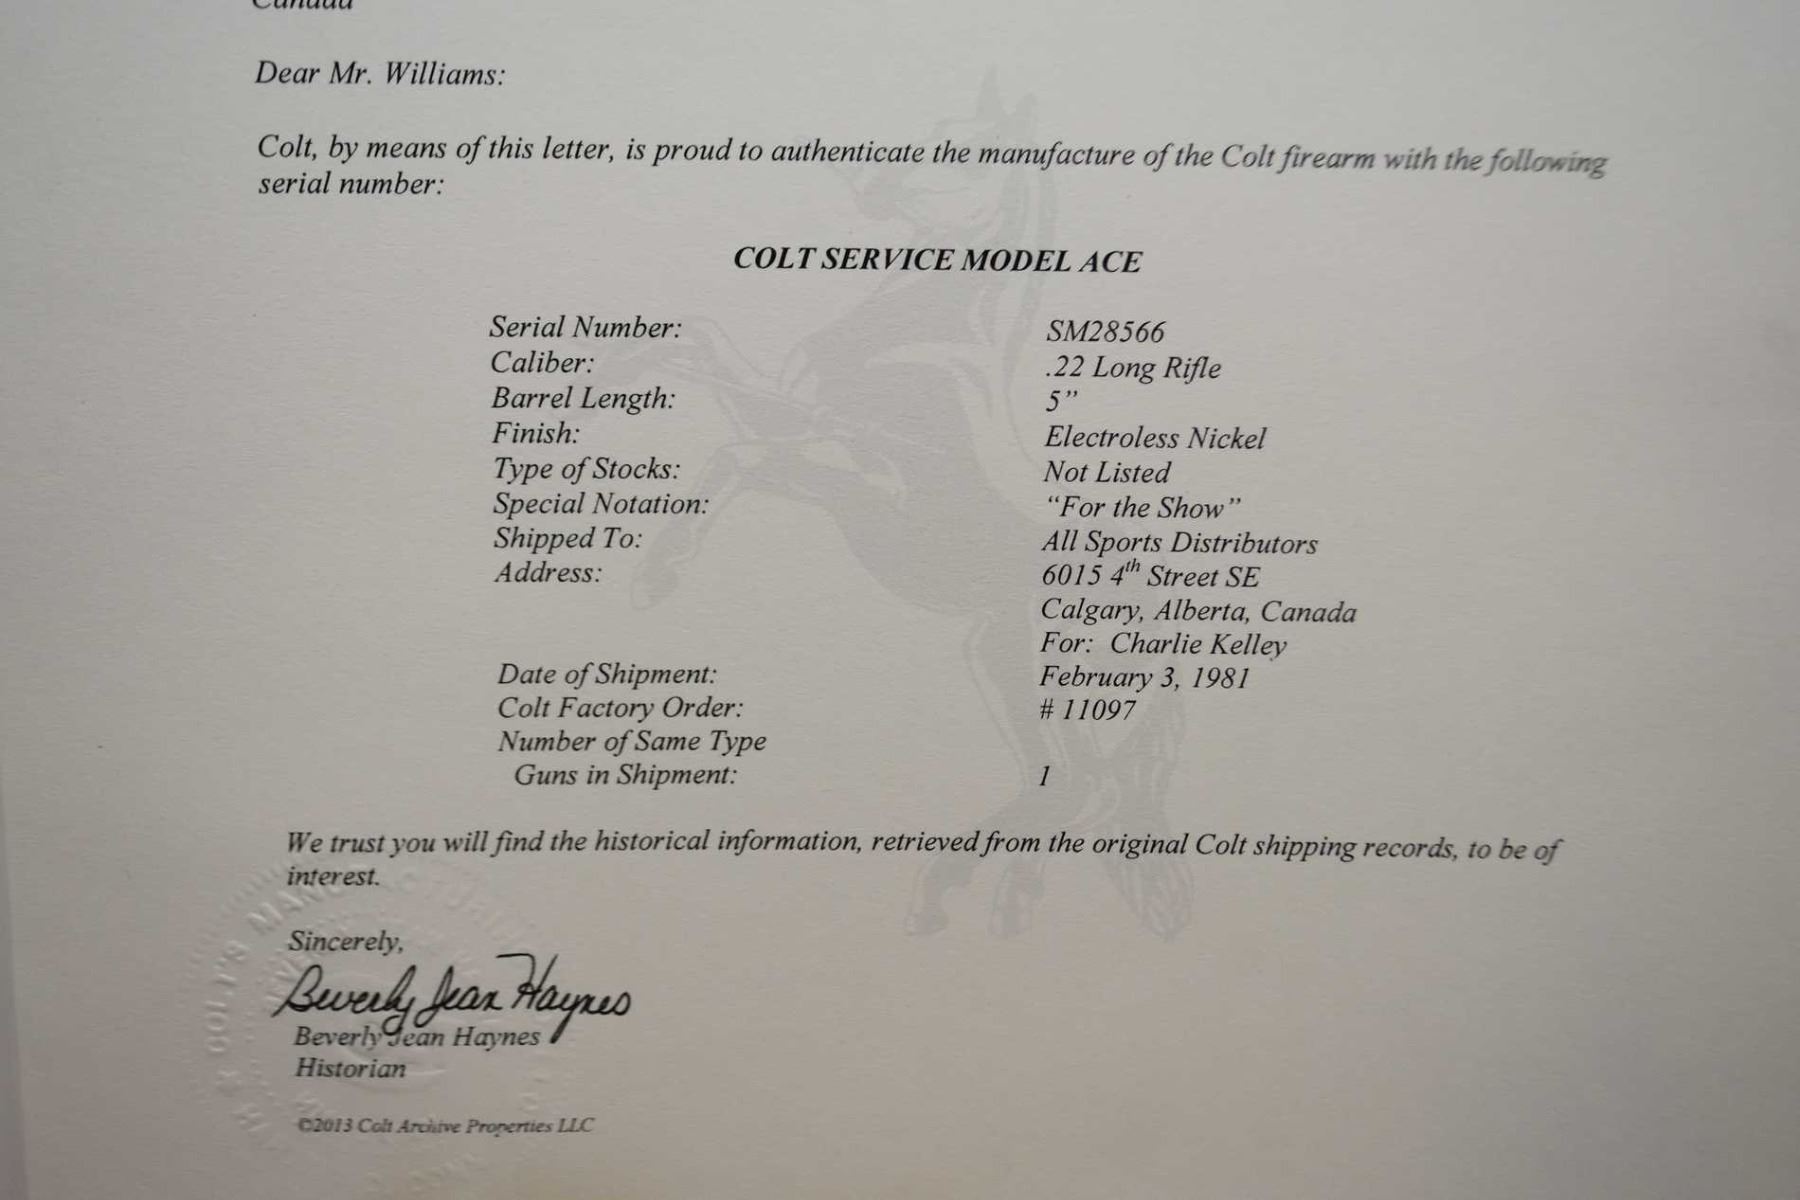 Canada
Dear Mr. Williams:
Colt, by means of this letter, is proud to authenticate the manufacture of the Colt firearm with the following
serial number:
COLT SERVICE MODEL ACE
Serial Number: SM28566
Caliber: .22 Long Rifle
Barrel Length: 5”
Finish: Electroless Nickel
Type of Stocks: Not Listed
Special Notation: “For the Show”
Shipped To: All Sports Distributors
Address: 6015 4th Street SE
Calgary, Alberta, Canada
For: Charlie Kelley
Date of Shipment: February 3, 1981
Colt Factory Order: # 11097
Number of Same Type
Guns in Shipment: 1
We trust you will find the historical information, retrieved from the original Colt shipping records, to be of
interest.
Sincerely,
Beverly Jean Haynes
Beverly Jean Haynes
Historian
©2013 Colt Archive Properties LLC
COLT'S